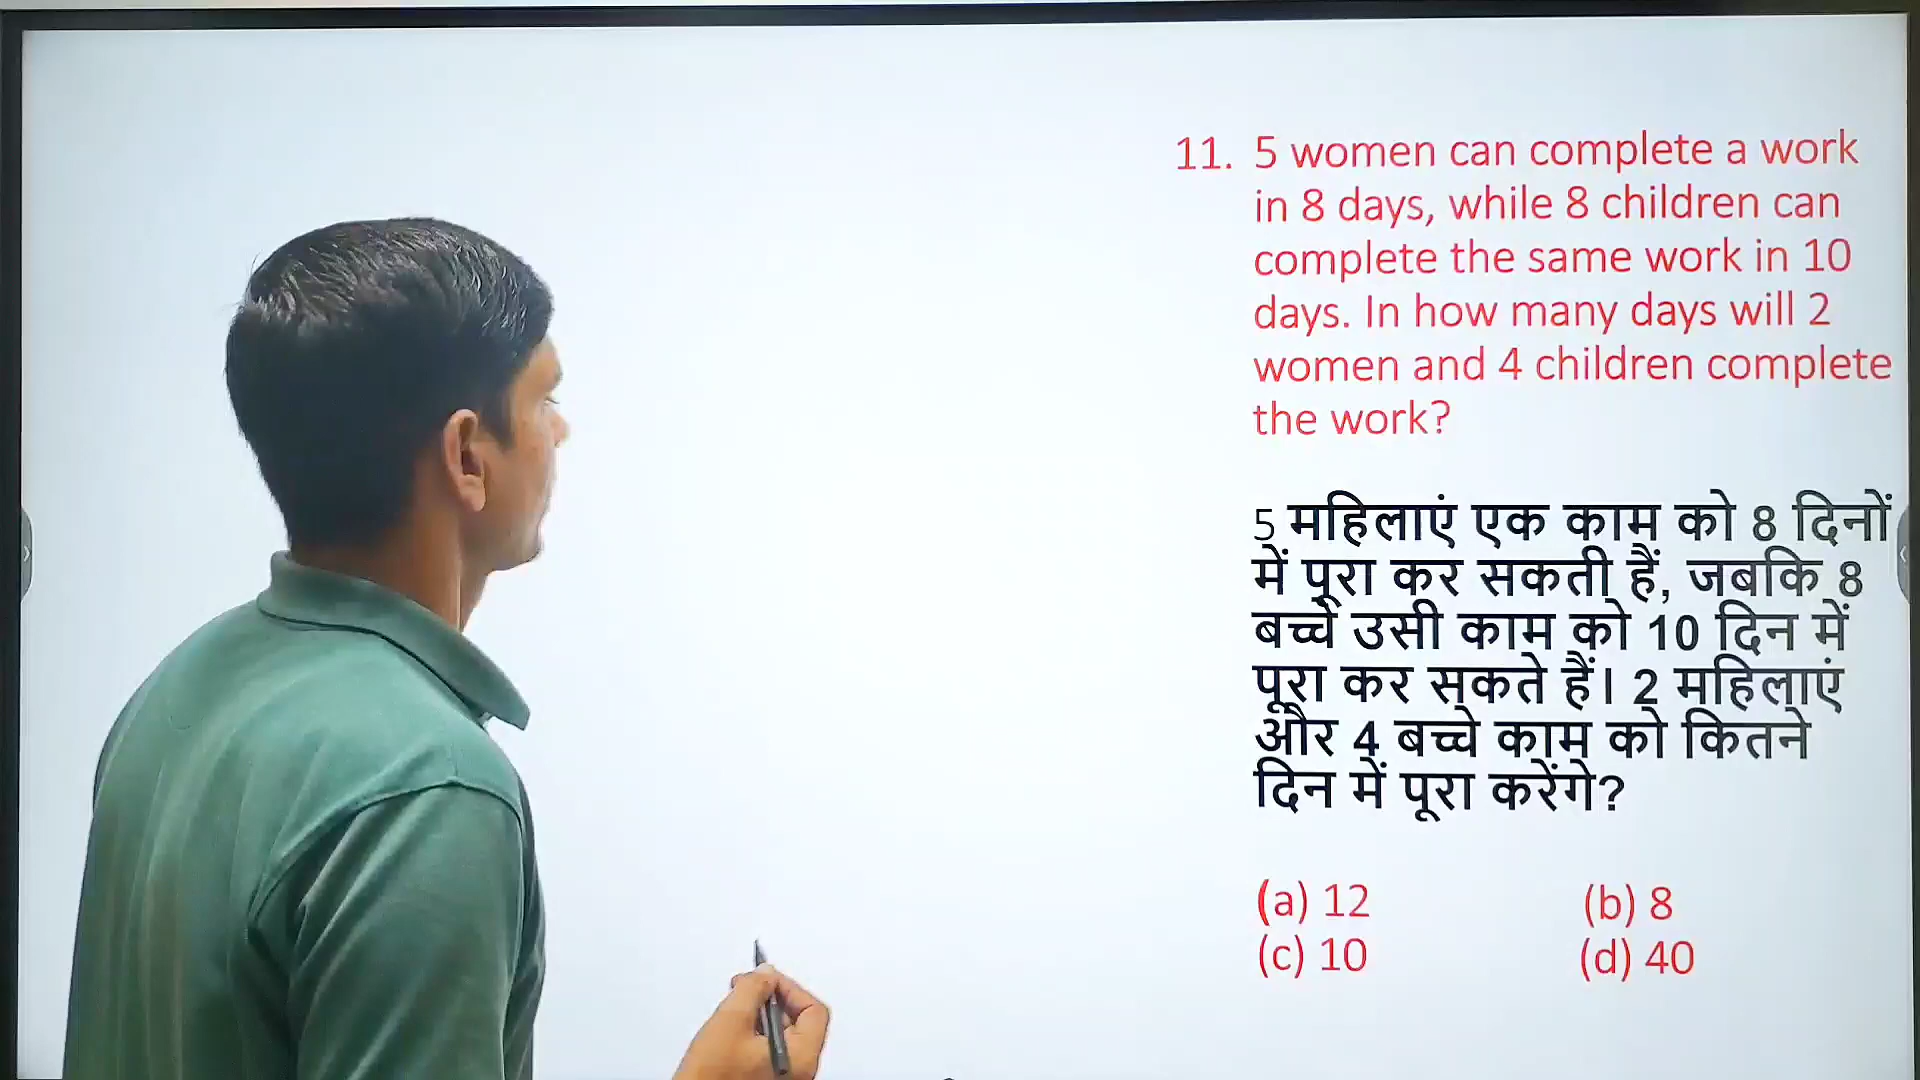 11. 5 women can complete a work
in 8 days, while 8 children can
complete the same work in 10
days. In how many days will 2
women and 4 children complete
the work?
5 महिलाएं एक काम को 8 दिनों
में पूरा कर सकती हैं, जबकि 8
बच्चे उसी काम को 10 दिन में
पूरा कर सकते हैं। 2 महिलाएं
और 4 बच्चे काम को कितने
दिन में पूरा करेंगे?
(a) 12 (b) 8
(c) 10 (d) 40